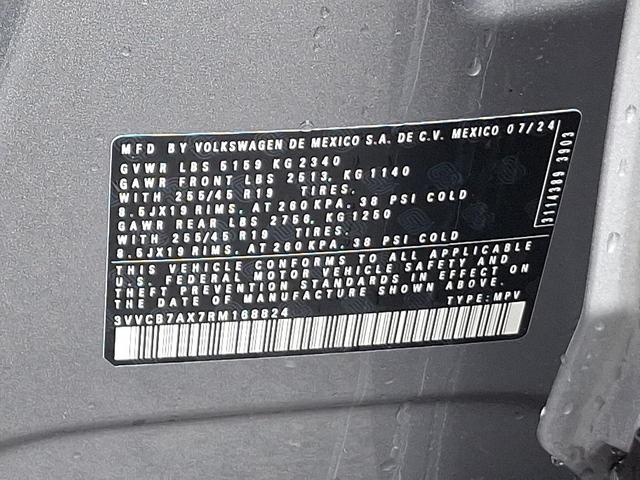 MFD BY VOLKSWAGEN DE MEXICO S.A. DE C.V. MEXICO 07/24
GVWR LBS 5159 KG 2340
GAWR FRONT LBS 2513, KG 1140
WITH 255/45 R19 TIRES.
8.5JX19 RIMS, AT 260 KPA, 38 PSI COLD
GAWR REAR LBS 2756, KG 1250
WITH 255/45 R19 TIRES.
8.5JX19 RIMS, AT 260 KPA, 38 PSI COLD
THIS VEHICLE CONFORMS TO ALL APPLICABLE
U.S. FEDERAL MOTOR VEHICLE SAFETY AND
THEFT PREVENTION STANDARDS IN EFFECT ON
THE DATE OF MANUFACTURE SHOWN ABOVE.
TYPE: MPV
3VVCB7AX7RM168824
3114389 3903